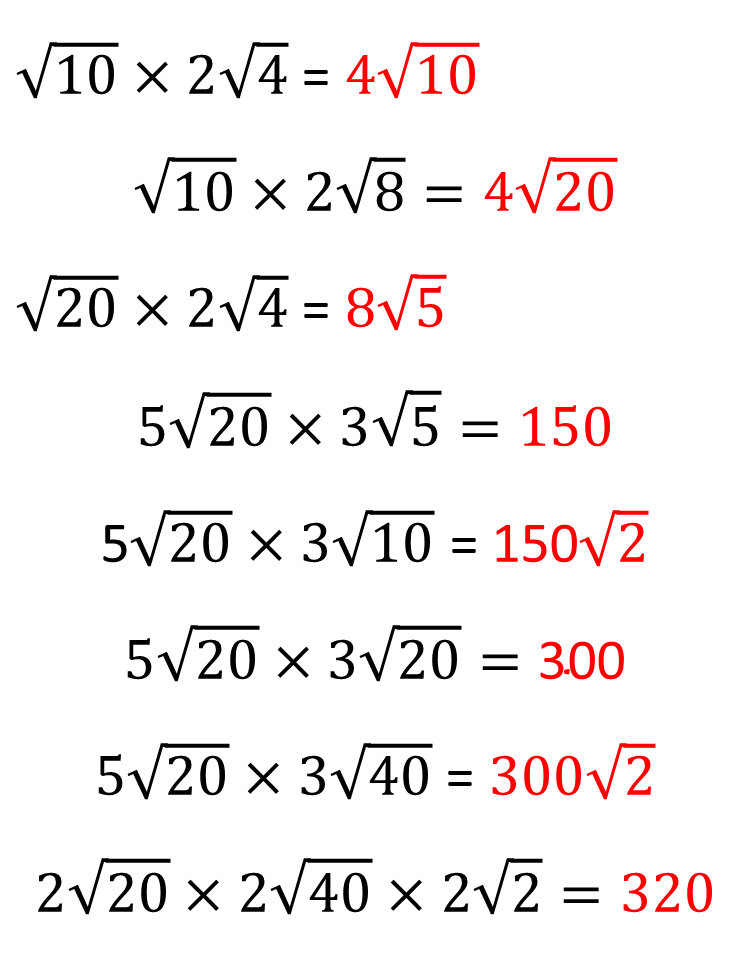 √10 × 2√4 = 4√10
√10 × 2√8 = 4√20
√20 × 2√4 = 8√5
5√20 × 3√5 = 150
5√20 × 3√10 = 150√2
5√20 × 3√20 = 3.00
5√20 × 3√40 = 300√2
2√20 × 2√40 × 2√2 = 320